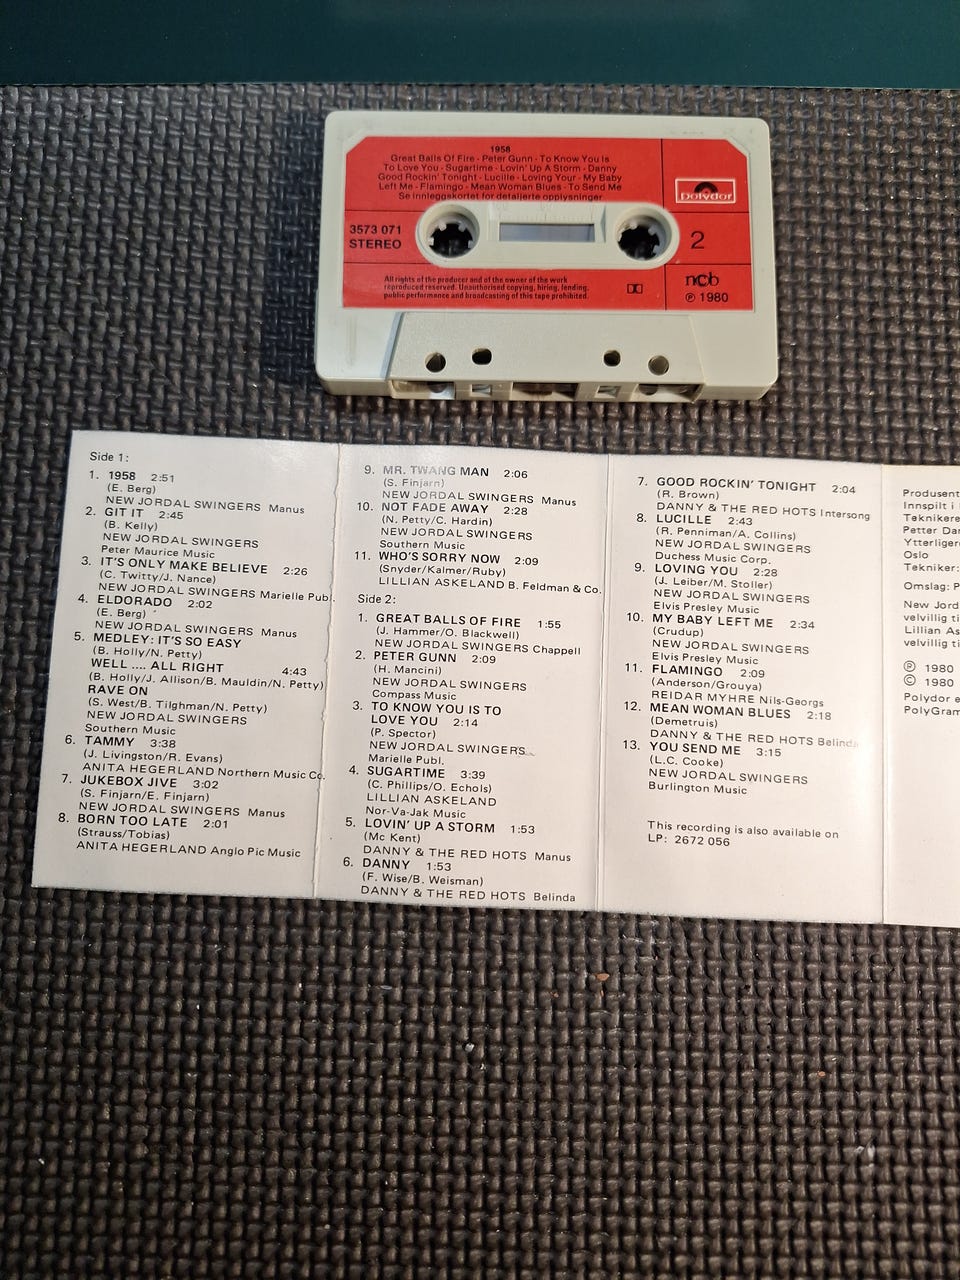 1958
Great Balls Of Fire - Peter Gunn - To Know You Is
To Love You - Sugartime - Lovin' Up A Storm - Danny
Good Rockin' Tonight - Lucille - Loving Your - My Baby
Left Me - Flamingo - Mean Woman Blues - To Send Me
Se innleggskortet for detaljerte opplysninger
polydor
3573 071
STEREO
2
All rights of the producer and of the owner of the work
reproduced reserved. Unauthorised copying, hiring, lending,
public performance and broadcasting of this tape prohibited.
ncb
℗ 1980
Side 1:
1. 1958 2:51
(E. Berg)
NEW JORDAL SWINGERS Manus
2. GIT IT 2:45
(B. Kelly)
NEW JORDAL SWINGERS
Peter Maurice Music
3. IT'S ONLY MAKE BELIEVE 2:26
(C. Twitty/J. Nance)
NEW JORDAL SWINGERS Marielle Publ.
4. ELDORADO 2:02
(E. Berg)
NEW JORDAL SWINGERS Manus
5. MEDLEY: IT'S SO EASY
(B. Holly/N. Petty)
WELL .... ALL RIGHT 4:43
(B. Holly/J. Allison/B. Mauldin/N. Petty)
RAVE ON
(S. West/B. Tilghman/N. Petty)
NEW JORDAL SWINGERS
Southern Music
6. TAMMY 3:38
(J. Livingston/R. Evans)
ANITA HEGERLAND Northern Music Co.
7. JUKEBOX JIVE 3:02
(S. Finjarn/E. Finjarn)
NEW JORDAL SWINGERS Manus
8. BORN TOO LATE 2:01
(Strauss/Tobias)
ANITA HEGERLAND Anglo Pic Music
9. MR. TWANG MAN 2:06
(S. Finjarn)
NEW JORDAL SWINGERS Manus
10. NOT FADE AWAY 2:28
(N. Petty/C. Hardin)
NEW JORDAL SWINGERS
Southern Music
11. WHO'S SORRY NOW 2:09
(Snyder/Kalmer/Ruby)
LILLIAN ASKELAND B. Feldman & Co.
Side 2:
1. GREAT BALLS OF FIRE 1:55
(J. Hammer/O. Blackwell)
NEW JORDAL SWINGERS Chappell
2. PETER GUNN 2:09
(H. Mancini)
NEW JORDAL SWINGERS
Compass Music
3. TO KNOW YOU IS TO
LOVE YOU 2:14
(P. Spector)
NEW JORDAL SWINGERS
Marielle Publ.
4. SUGARTIME 3:39
(C. Phillips/O. Echols)
LILLIAN ASKELAND
Nor-Va-Jak Music
5. LOVIN' UP A STORM 1:53
(Mc Kent)
DANNY & THE RED HOTS Manus
6. DANNY 1:53
(F. Wise/B. Weisman)
DANNY & THE RED HOTS Belinda
7. GOOD ROCKIN' TONIGHT 2:04
(R. Brown)
DANNY & THE RED HOTS Intersong
8. LUCILLE 2:43
(R. Penniman/A. Collins)
NEW JORDAL SWINGERS
Duchess Music Corp.
9. LOVING YOU 2:28
(J. Leiber/M. Stoller)
NEW JORDAL SWINGERS
Elvis Presley Music
10. MY BABY LEFT ME 2:34
(Crudup)
NEW JORDAL SWINGERS
Elvis Presley Music
11. FLAMINGO 2:09
(Anderson/Grouya)
REIDAR MYHRE Nils-Georgs
12. MEAN WOMAN BLUES 2:18
(Demetruis)
DANNY & THE RED HOTS Belinda
13. YOU SEND ME 3:15
(L.C. Cooke)
NEW JORDAL SWINGERS
Burlington Music
This recording is also available on
LP: 2672 056
Produsent
Innspilt i
Teknikere
Petter Da
Ytterliger
Oslo
Tekniker:
Omslag: P
New Jord
velvillig ti
Lillian As
velvillig ti
℗ 1980
© 1980
Polydor e
PolyGram